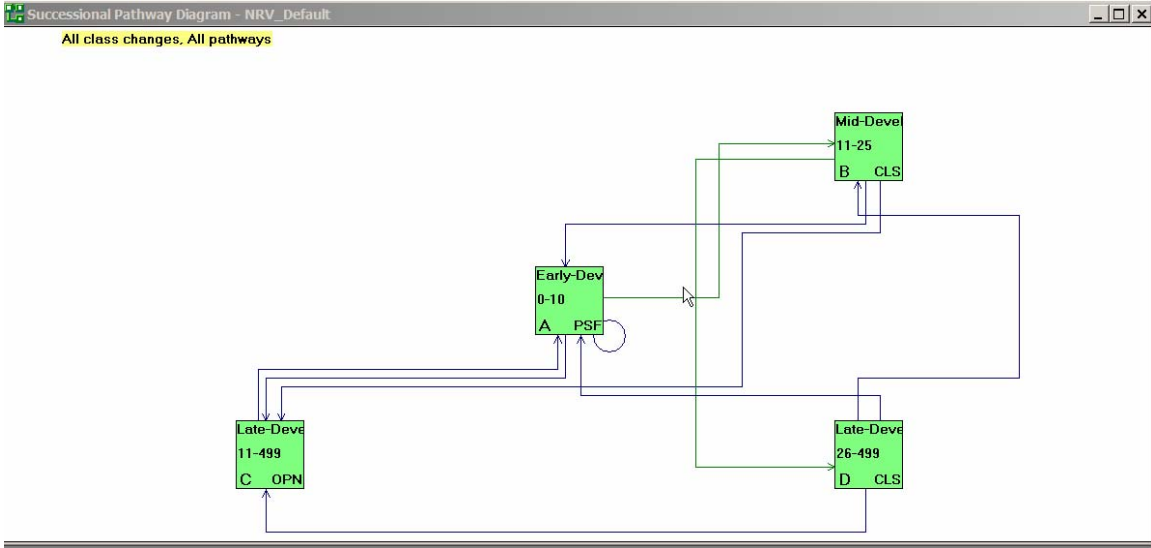 Successional Pathway Diagram - NRV_Default
All class changes, All pathways
Mid-Devel
11-25
B CLS
Early-Dev
0-10
A PSF
Late-Deve
11-499
C OPN
Late-Deve
26-499
D CLS